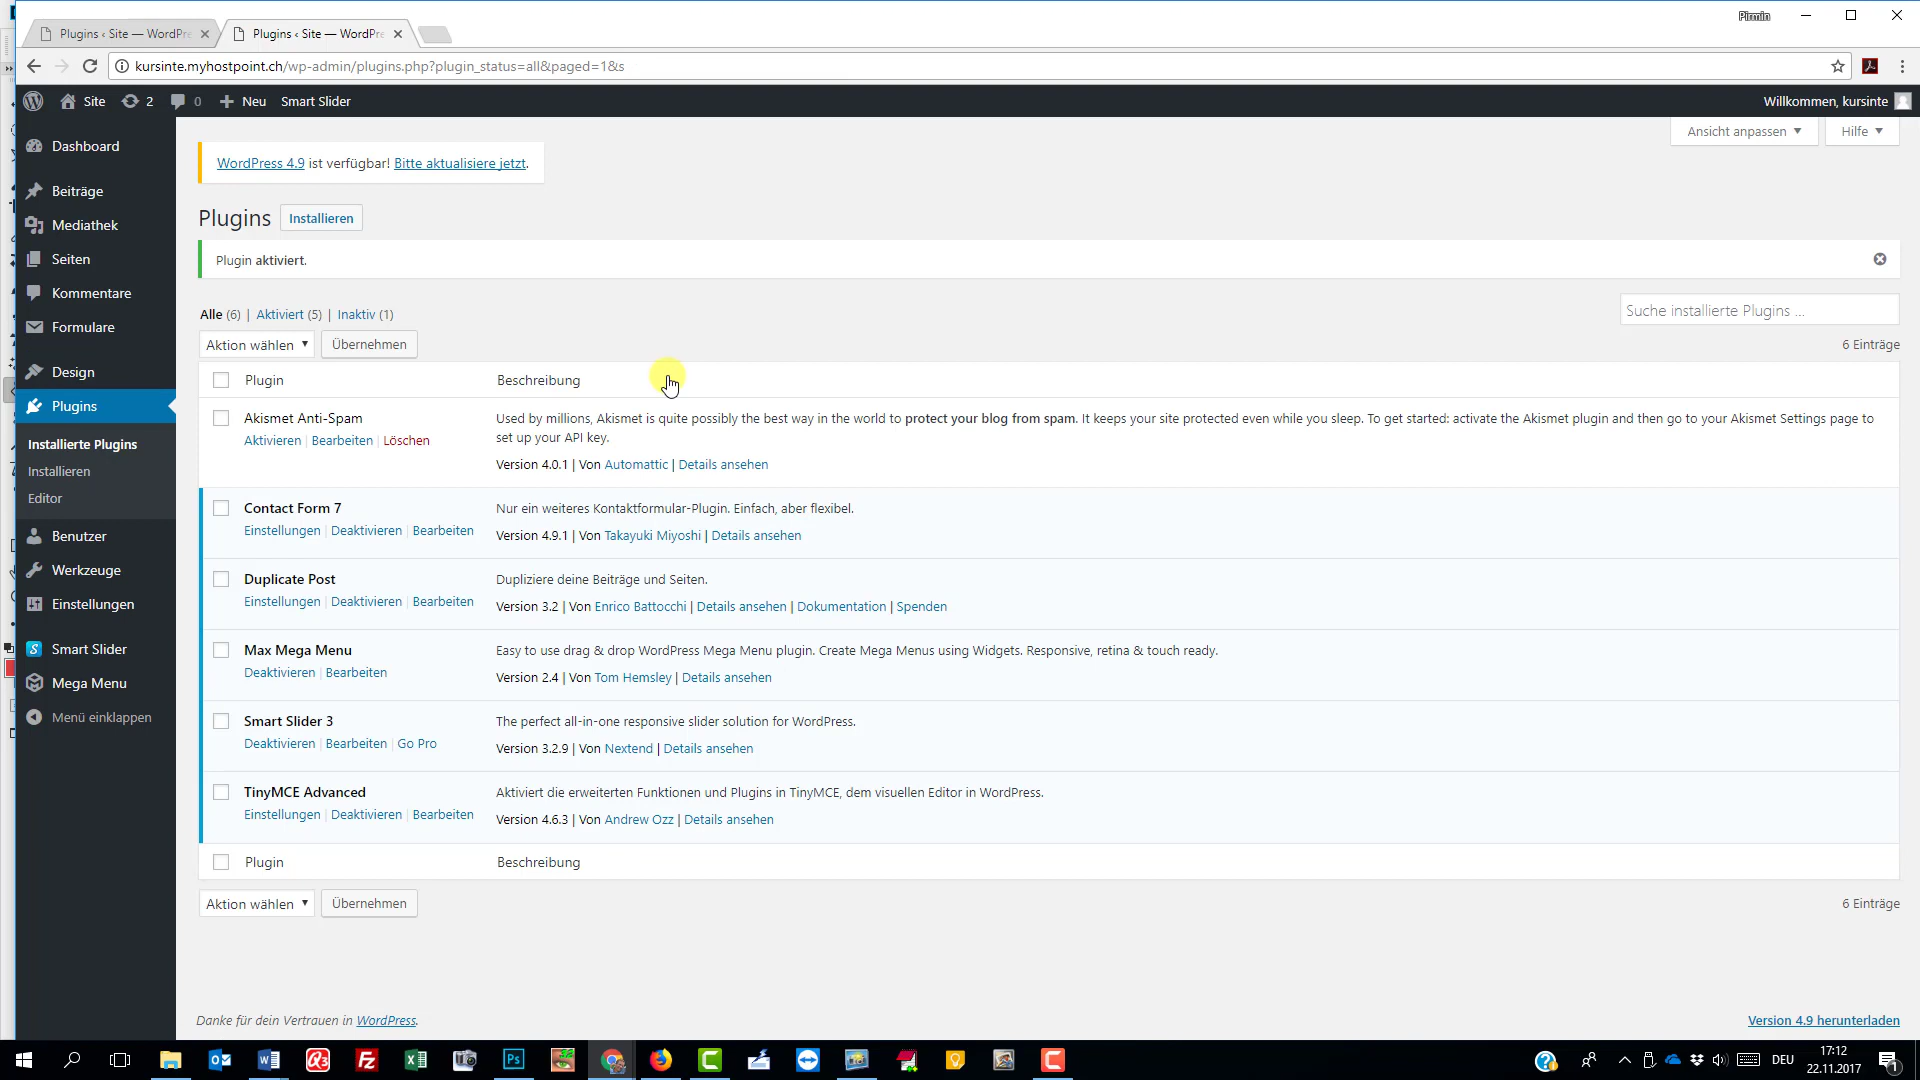 Pirmin
Plugins ‹ Site — WordPre
Plugins ‹ Site — WordPre
kursinte.myhostpoint.ch/wp-admin/plugins.php?plugin_status=all&paged=1&s
Site 2 0 Neu Smart Slider Willkommen, kursinte
Ansicht anpassen Hilfe
Dashboard
Beiträge
Mediathek
Seiten
Kommentare
Formulare
Design
Plugins
Installierte Plugins
Installieren
Editor
Benutzer
Werkzeuge
Einstellungen
Smart Slider
Mega Menu
Menü einklappen
WordPress 4.9 ist verfügbar! Bitte aktualisiere jetzt.
Plugins Installieren
Plugin aktiviert.
Alle (6) | Aktiviert (5) | Inaktiv (1)
Suche installierte Plugins ...
Aktion wählen Übernehmen 6 Einträge
Plugin Beschreibung
Akismet Anti-Spam
Aktivieren | Bearbeiten | Löschen
Used by millions, Akismet is quite possibly the best way in the world to protect your blog from spam. It keeps your site protected even while you sleep. To get started: activate the Akismet plugin and then go to your Akismet Settings page to
set up your API key.
Version 4.0.1 | Von Automattic | Details ansehen
Contact Form 7
Einstellungen | Deaktivieren | Bearbeiten
Nur ein weiteres Kontaktformular-Plugin. Einfach, aber flexibel.
Version 4.9.1 | Von Takayuki Miyoshi | Details ansehen
Duplicate Post
Einstellungen | Deaktivieren | Bearbeiten
Dupliziere deine Beiträge und Seiten.
Version 3.2 | Von Enrico Battocchi | Details ansehen | Dokumentation | Spenden
Max Mega Menu
Deaktivieren | Bearbeiten
Easy to use drag & drop WordPress Mega Menu plugin. Create Mega Menus using Widgets. Responsive, retina & touch ready.
Version 2.4 | Von Tom Hemsley | Details ansehen
Smart Slider 3
Deaktivieren | Bearbeiten | Go Pro
The perfect all-in-one responsive slider solution for WordPress.
Version 3.2.9 | Von Nextend | Details ansehen
TinyMCE Advanced
Einstellungen | Deaktivieren | Bearbeiten
Aktiviert die erweiterten Funktionen und Plugins in TinyMCE, dem visuellen Editor in WordPress.
Version 4.6.3 | Von Andrew Ozz | Details ansehen
Plugin Beschreibung
Aktion wählen Übernehmen 6 Einträge
Danke für dein Vertrauen in WordPress. Version 4.9 herunterladen
DEU 17:12
22.11.2017